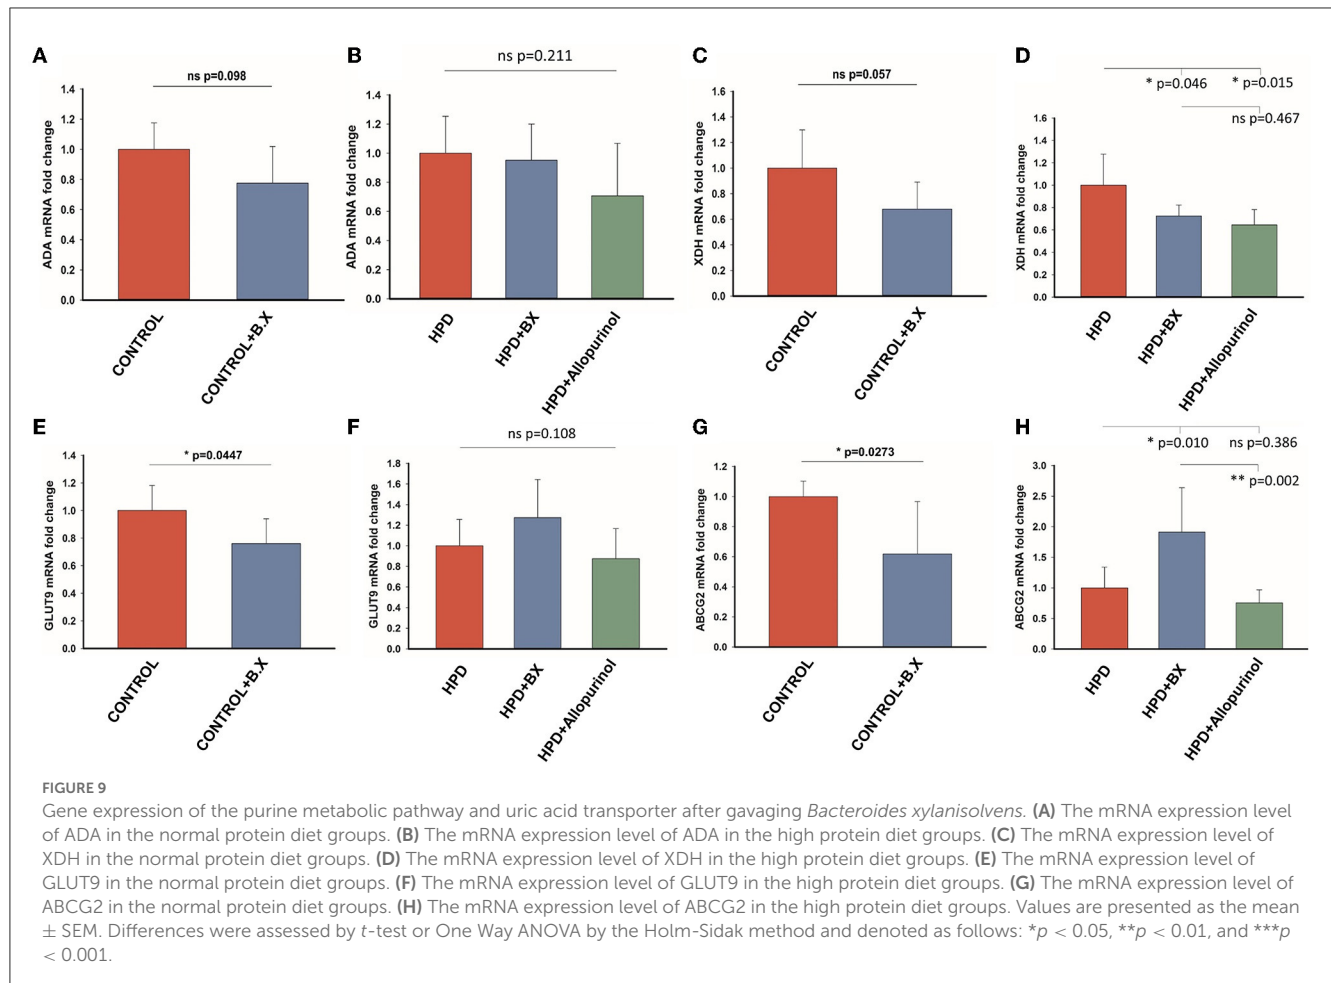 A
ns p=0.098
ADA mRNA fold change
1.4
1.2
1.0
0.8
0.6
0.4
0.2
0.0
CONTROL
CONTROL+B.X
B
ns p=0.211
ADA mRNA fold change
1.4
1.2
1.0
0.8
0.6
0.4
0.2
0.0
HPD
HPD+BX
HPD+Allopurinol
C
ns p=0.057
XDH mRNA fold change
1.6
1.4
1.2
1.0
0.8
0.6
0.4
0.2
0.0
CONTROL
CONTROL+B.X
D
* p=0.046 * p=0.015
ns p=0.467
XDH mRNA fold change
1.6
1.4
1.2
1.0
0.8
0.6
0.4
0.2
0.0
HPD
HPD+BX
HPD+Allopurinol
E
* p=0.0447
GLUT9 mRNA fold change
1.4
1.2
1.0
0.8
0.6
0.4
0.2
0.0
CONTROL
CONTROL+B.X
F
ns p=0.108
GLUT9 mRNA fold change
1.8
1.6
1.4
1.2
1.0
0.8
0.6
0.4
0.2
0.0
HPD
HPD+BX
HPD+Allopurinol
G
* p=0.0273
ABCG2 mRNA fold change
1.2
1.0
0.8
0.6
0.4
0.2
0.0
CONTROL
CONTROL+B.X
H
* p=0.010 ns p=0.386
** p=0.002
ABCG2 mRNA fold change
3.0
2.5
2.0
1.5
1.0
0.5
0.0
HPD
HPD+BX
HPD+Allopurinol
FIGURE 9
Gene expression of the purine metabolic pathway and uric acid transporter after gavaging Bacteroides xylanisolvens. (A) The mRNA expression level
of ADA in the normal protein diet groups. (B) The mRNA expression level of ADA in the high protein diet groups. (C) The mRNA expression level of
XDH in the normal protein diet groups. (D) The mRNA expression level of XDH in the high protein diet groups. (E) The mRNA expression level of
GLUT9 in the normal protein diet groups. (F) The mRNA expression level of GLUT9 in the high protein diet groups. (G) The mRNA expression level of
ABCG2 in the normal protein diet groups. (H) The mRNA expression level of ABCG2 in the high protein diet groups. Values are presented as the mean
± SEM. Differences were assessed by t-test or One Way ANOVA by the Holm-Sidak method and denoted as follows: *p < 0.05, **p < 0.01, and ***p
< 0.001.